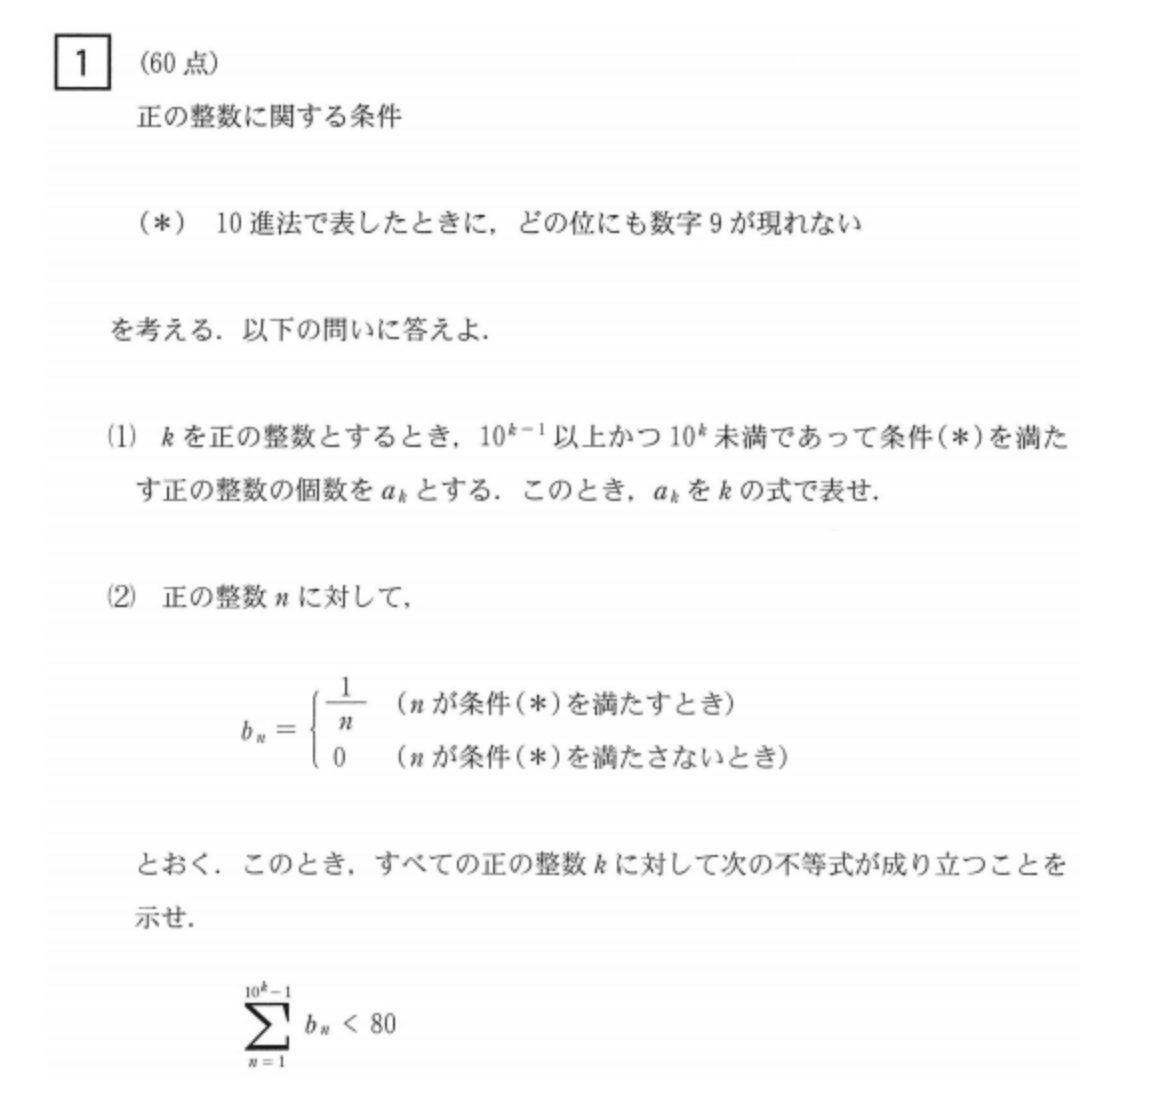 1 (60 点)
正の整数に関する条件
(＊) 10 進法で表したときに，どの位にも数字 9 が現れない
を考える．以下の問いに答えよ．
(1) k を正の整数とするとき，10^{k-1} 以上かつ 10^k 未満であって条件(＊)を満た
す正の整数の個数を a_k とする．このとき，a_k を k の式で表せ．
(2) 正の整数 n に対して，
b_n = { 1/n (n が条件(＊)を満たすとき)
0 (n が条件(＊)を満たさないとき)
とおく．このとき，すべての正の整数 k に対して次の不等式が成り立つことを
示せ．
10^k－1
∑ b_n < 80
n=1